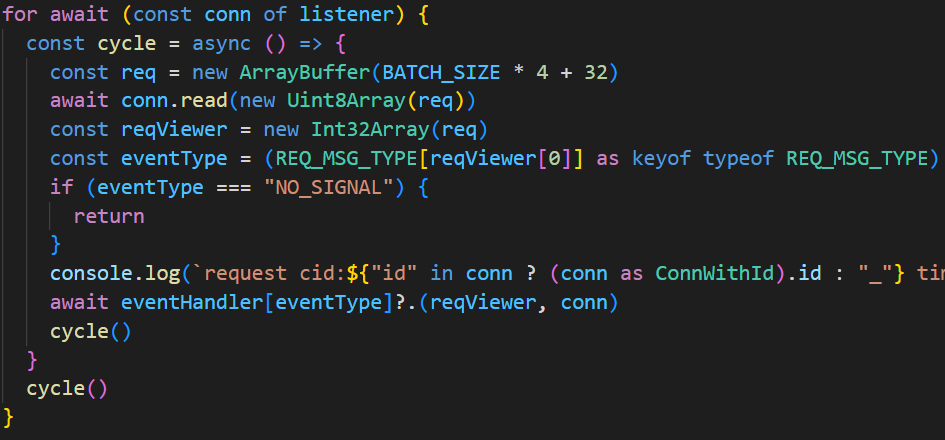 for await (const conn of listener) {
const cycle = async () => {
const req = new ArrayBuffer(BATCH_SIZE * 4 + 32)
await conn.read(new Uint8Array(req))
const reqViewer = new Int32Array(req)
const eventType = (REQ_MSG_TYPE[reqViewer[0]] as keyof typeof REQ_MSG_TYPE)
if (eventType === "NO_SIGNAL") {
return
}
console.log(`request cid:${"id" in conn ? (conn as ConnWithId).id : "_"} tim
await eventHandler[eventType]?.(reqViewer, conn)
cycle()
}
cycle()
}